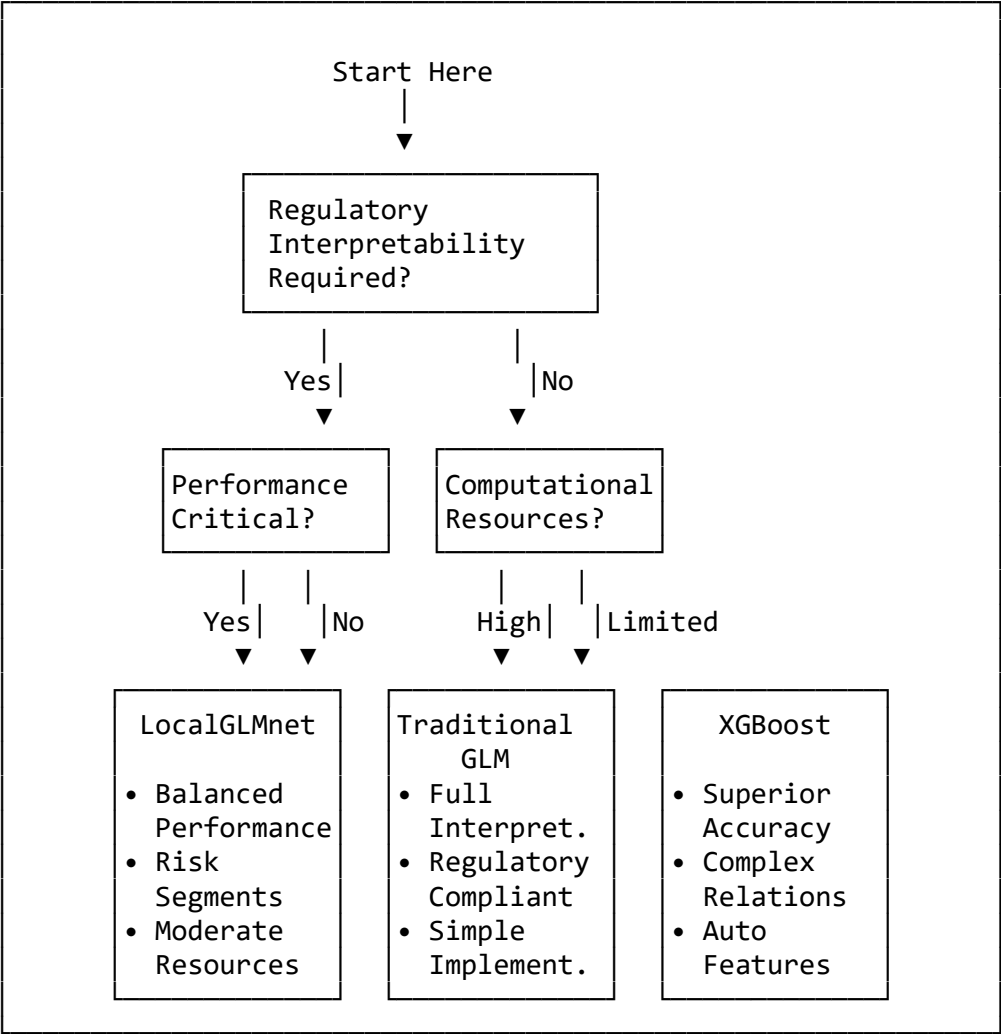 Start Here
Regulatory
Interpretability
Required?
Yes No
Performance
Critical?
Computational
Resources?
Yes No High Limited
LocalGLMnet
• Balanced
Performance
• Risk
Segments
• Moderate
Resources
Traditional
GLM
• Full
Interpret.
• Regulatory
Compliant
• Simple
Implement.
XGBoost
• Superior
Accuracy
• Complex
Relations
• Auto
Features